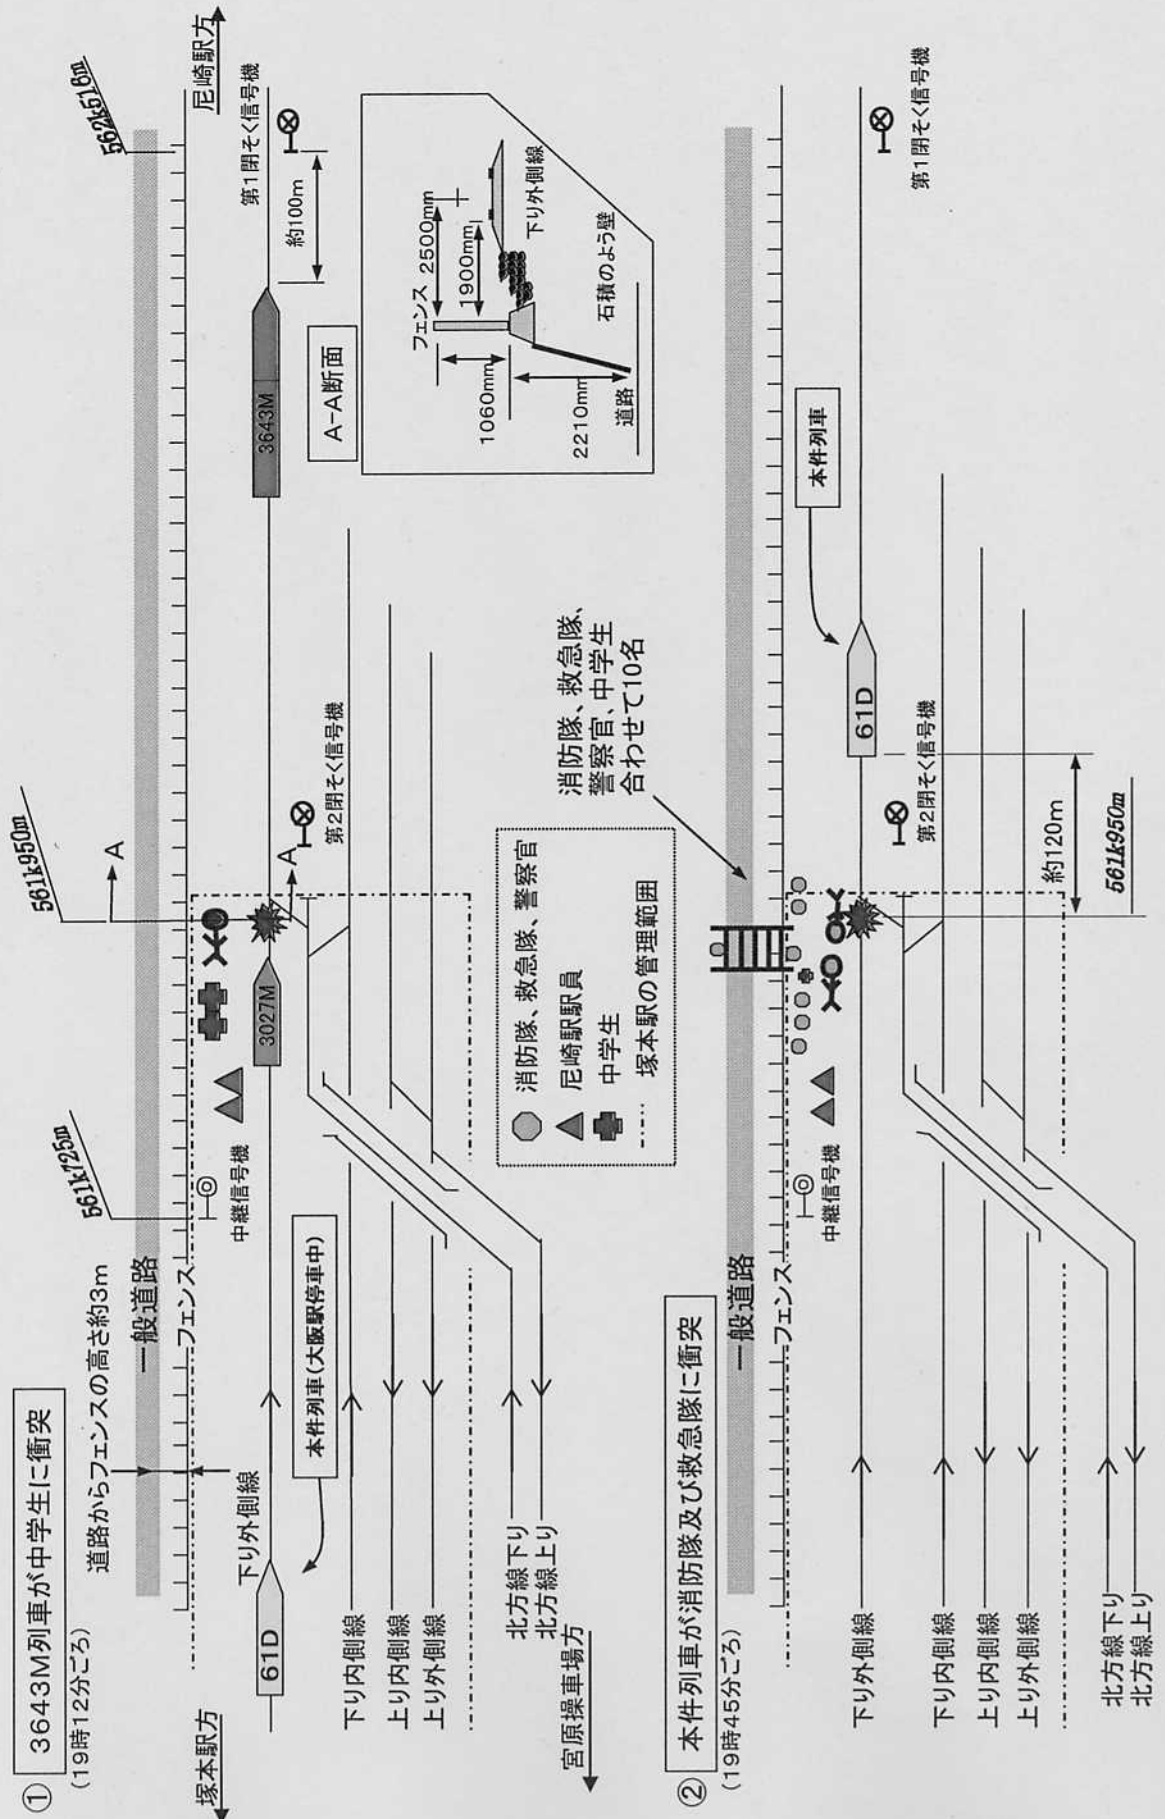 ① 3643M列車が中学生に衝突
(19時12分ごろ)
塚本駅方
尼崎駅方
道路からフェンスの高さ約3m
一般道路
フェンス
561k725m
561k950m
562k516m
A
A
中継信号機
3027M
3643M
第2閉そく信号機
第1閉そく信号機
約100m
下り外側線
61D
本件列車(大阪駅停車中)
下り内側線
上り内側線
上り外側線
北方線下り
北方線上り
宮原操車場方
A-A断面
フェンス
2500mm
1900mm
1060mm
2210mm
下り外側線
石積のよう壁
道路
消防隊、救急隊、警察官
尼崎駅駅員
中学生
塚本駅の管理範囲
消防隊、救急隊、
警察官、中学生
合わせて10名
② 本件列車が消防隊及び救急隊に衝突
(19時45分ごろ)
一般道路
フェンス
中継信号機
本件列車
61D
第2閉そく信号機
第1閉そく信号機
約120m
561k950m
下り外側線
下り内側線
上り内側線
上り外側線
北方線下り
北方線上り